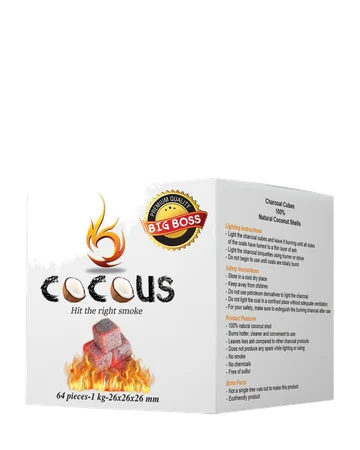 PREMIUM QUALITY
BIG BOSS
COCOUS
Hit the right smoke
64 pieces-1 kg-26x26x26 mm
Charcoal Cubes
100%
Natural Coconut Shells
Lighting Instructions
- Light the charcoal cubes and leave it burning until all sides
of the coals have turned to a thin layer of ash
- Light the charcoal briquettes using burner or stove
- Do not begin to use until coals are totally burnt
Safety Instructions
- Store in a cool dry place
- Keep away from children
- Do not use petroleum derivatives to light the charcoal
- Do not light the coal in a confined place without adequate ventilation
- For your safety, make sure to extinguish the burning charcoal after use
Product Features
- 100% natural coconut shell
- Burns hotter, cleaner and convenient to use
- Leaves less ash compared to other charcoal products
- Does not produce any spark while lighting or using
- No smoke
- No chemicals
- Free of sulfur
- Not a single tree was cut to make this product
- Ecofriendly product